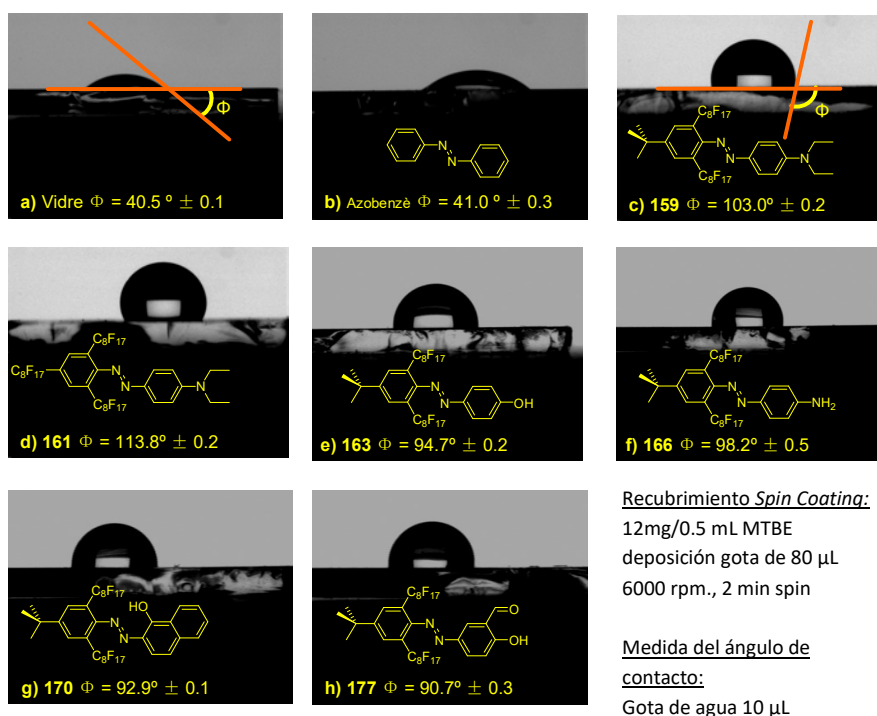 Φ
a) Vidre Φ = 40.5 º ± 0.1
N
N
b) Azobenzè Φ = 41.0 º ± 0.3
Φ
C8F17
N
N
N
C8F17
c) 159 Φ = 103.0º ± 0.2
C8F17
C8F17
N
N
N
C8F17
d) 161 Φ = 113.8º ± 0.2
C8F17
N
N
OH
C8F17
e) 163 Φ = 94.7º ± 0.2
C8F17
N
N
NH2
C8F17
f) 166 Φ = 98.2º ± 0.5
C8F17
HO
N
N
C8F17
g) 170 Φ = 92.9º ± 0.1
C8F17
O
N
N
OH
C8F17
h) 177 Φ = 90.7º ± 0.3
Recubrimiento Spin Coating:
12mg/0.5 mL MTBE
deposición gota de 80 µL
6000 rpm., 2 min spin
Medida del ángulo de
contacto:
Gota de agua 10 µL